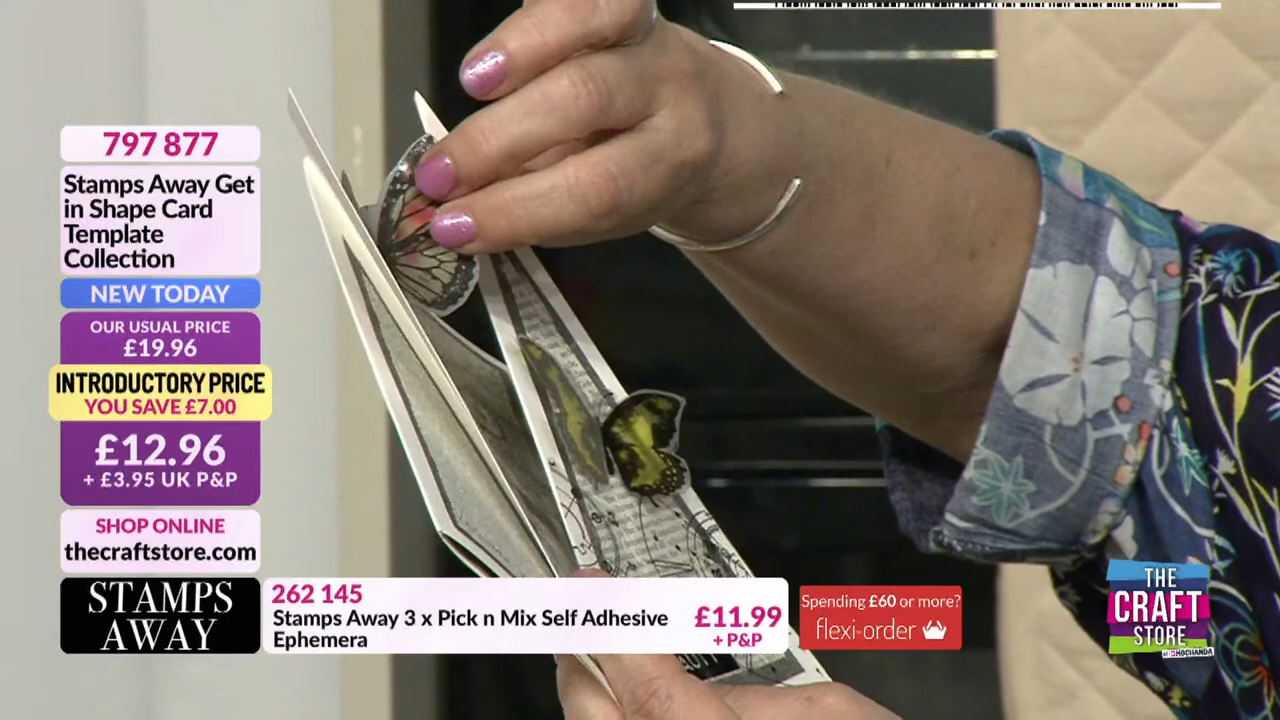 797 877
Stamps Away Get
in Shape Card
Template
Collection
NEW TODAY
OUR USUAL PRICE
£19.96
INTRODUCTORY PRICE
YOU SAVE £7.00
£12.96
+ £3.95 UK P&P
SHOP ONLINE
thecraftstore.com
STAMPS
AWAY
262 145
Stamps Away 3 x Pick n Mix Self Adhesive
Ephemera
£11.99
+ P&P
Spending £60 or more?
flexi-order
THE
CRAFT
STORE
HOCHANDA